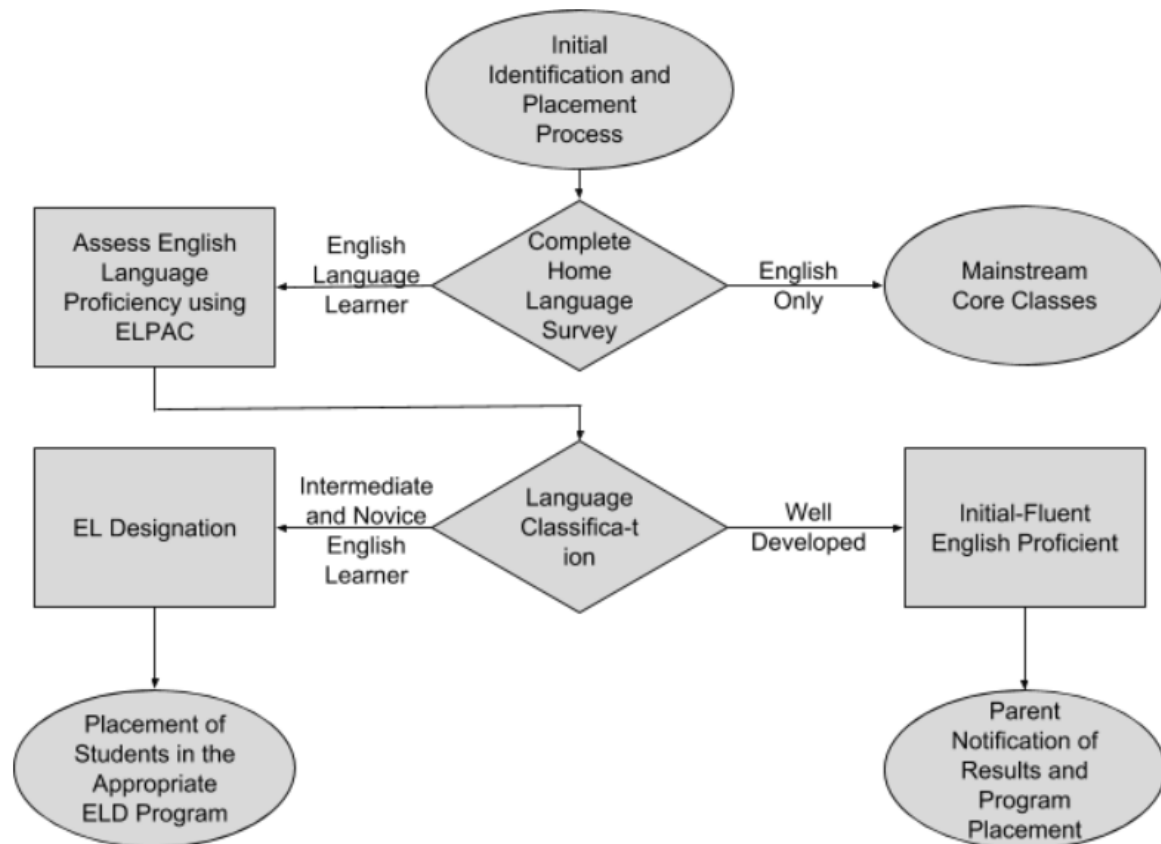 Initial
Identification and
Placement
Process
Assess English
Language
Proficiency using
ELPAC
English
Language
Learner
Complete
Home
Language
Survey
English
Only
Mainstream
Core Classes
EL Designation
Intermediate
and Novice
English
Learner
Language
Classifica-t
ion
Well
Developed
Initial-Fluent
English Proficient
Placement of
Students in the
Appropriate
ELD Program
Parent
Notification of
Results and
Program
Placement